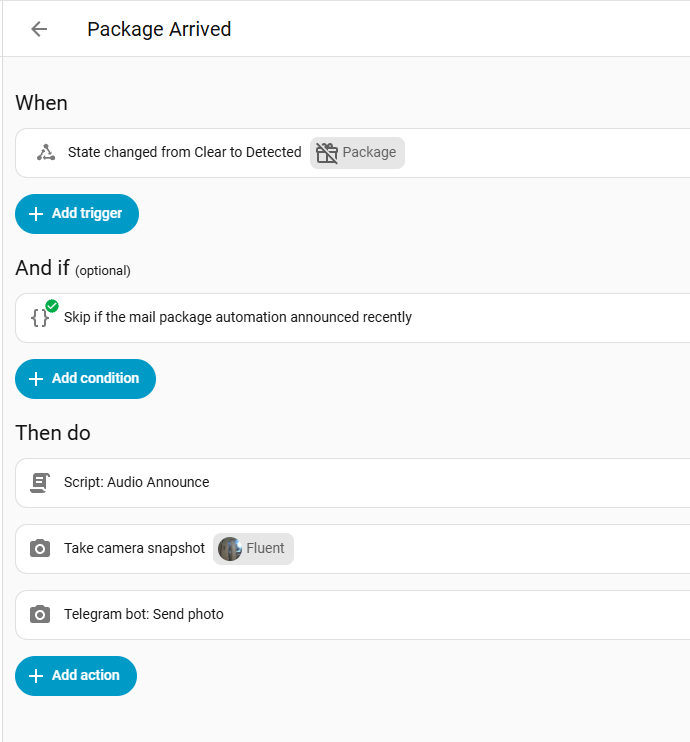 Package Arrived
When
State changed from Clear to Detected Package
Add trigger
And if (optional)
Skip if the mail package automation announced recently
Add condition
Then do
Script: Audio Announce
Take camera snapshot Fluent
Telegram bot: Send photo
Add action